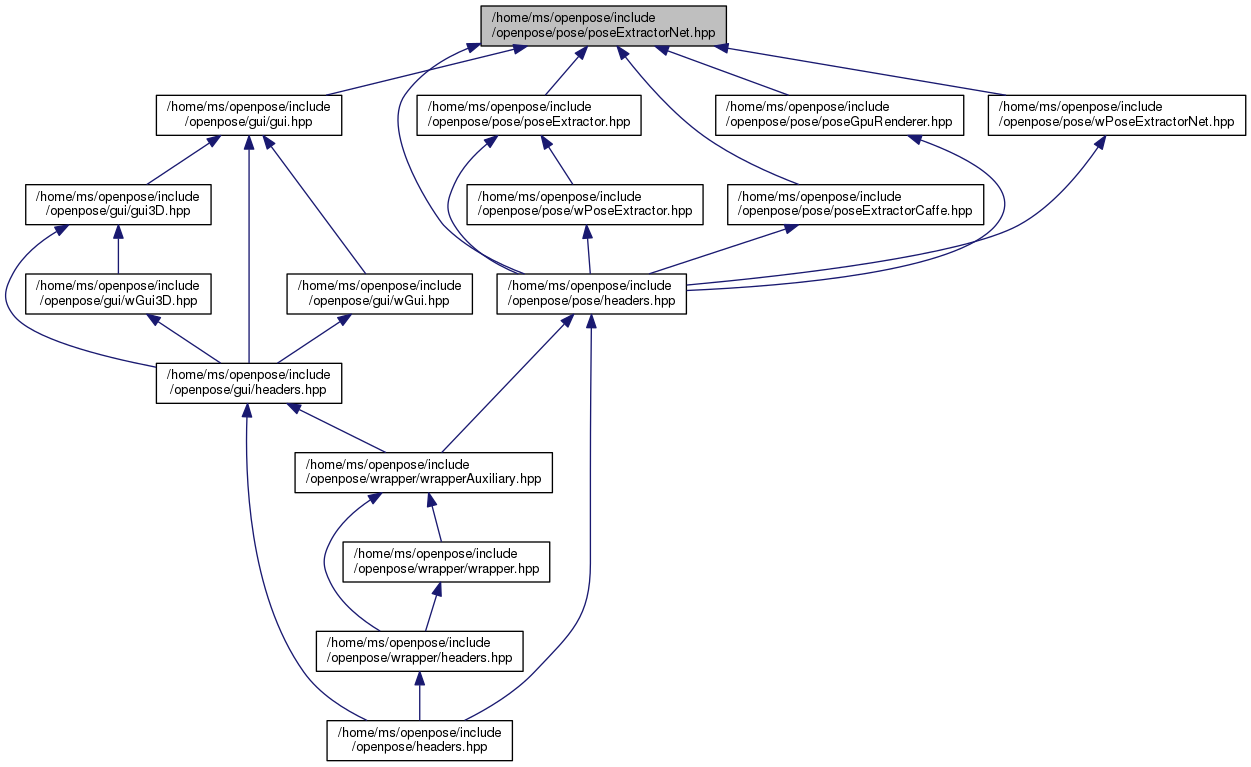 /home/ms/openpose/include
/openpose/pose/poseExtractorNet.hpp
/home/ms/openpose/include
/openpose/gui/gui.hpp
/home/ms/openpose/include
/openpose/pose/poseExtractor.hpp
/home/ms/openpose/include
/openpose/pose/poseGpuRenderer.hpp
/home/ms/openpose/include
/openpose/pose/wPoseExtractorNet.hpp
/home/ms/openpose/include
/openpose/gui/gui3D.hpp
/home/ms/openpose/include
/openpose/pose/wPoseExtractor.hpp
/home/ms/openpose/include
/openpose/pose/poseExtractorCaffe.hpp
/home/ms/openpose/include
/openpose/gui/wGui3D.hpp
/home/ms/openpose/include
/openpose/gui/wGui.hpp
/home/ms/openpose/include
/openpose/pose/headers.hpp
/home/ms/openpose/include
/openpose/gui/headers.hpp
/home/ms/openpose/include
/openpose/wrapper/wrapperAuxiliary.hpp
/home/ms/openpose/include
/openpose/wrapper/wrapper.hpp
/home/ms/openpose/include
/openpose/wrapper/headers.hpp
/home/ms/openpose/include
/openpose/headers.hpp